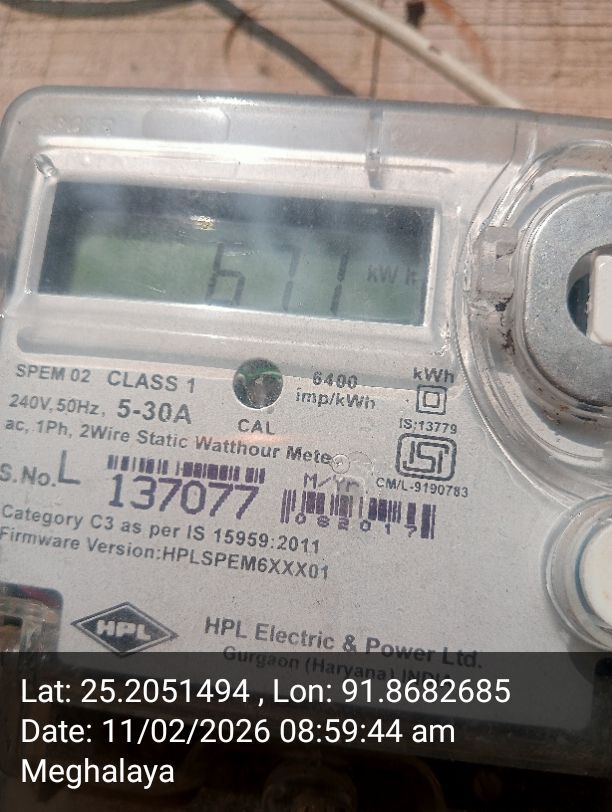 677 kWh
kWh
SPEM 02 CLASS 1
6400
imp/kWh
240V, 50Hz, 5-30A
CAL
IS:13779
ac, 1Ph, 2Wire Static Watthour Meter
CM/L-9190783
S.No. L 137077
M/Yr
082017
Category C3 as per IS 15959:2011
Firmware Version:HPLSPEM6XXX01
HPL
HPL Electric & Power Ltd.
Gurgaon (Haryana) INDIA
Lat: 25.2051494 , Lon: 91.8682685
Date: 11/02/2026 08:59:44 am
Meghalaya